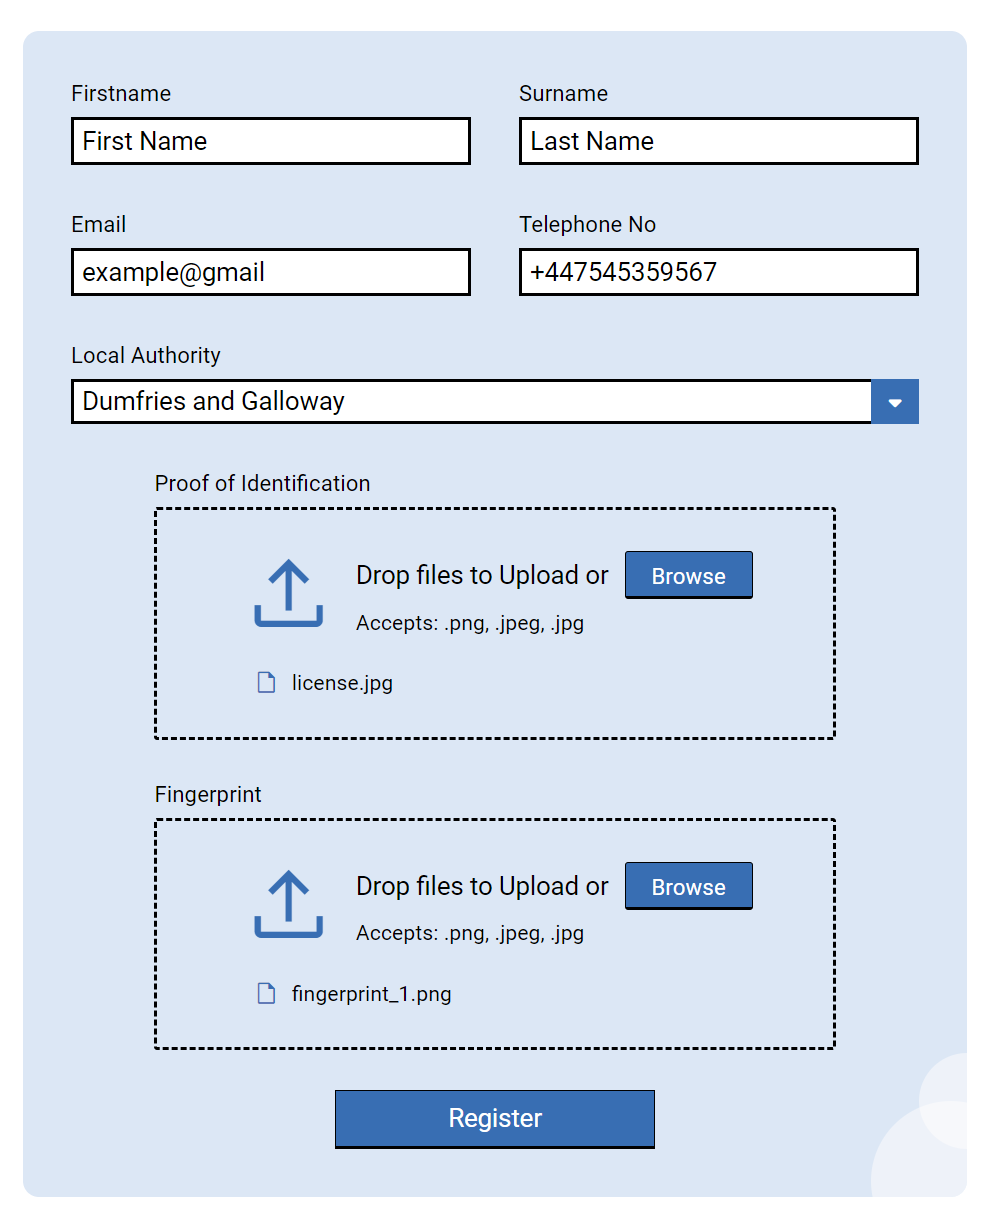 Firstname
Surname
First Name
Last Name
Email
Telephone No
example@gmail
+447545359567
Local Authority
Dumfries and Galloway
Proof of Identification
Drop files to Upload or
Browse
Accepts: .png, .jpeg, .jpg
license.jpg
Fingerprint
Drop files to Upload or
Browse
Accepts: .png, .jpeg, .jpg
fingerprint_1.png
Register